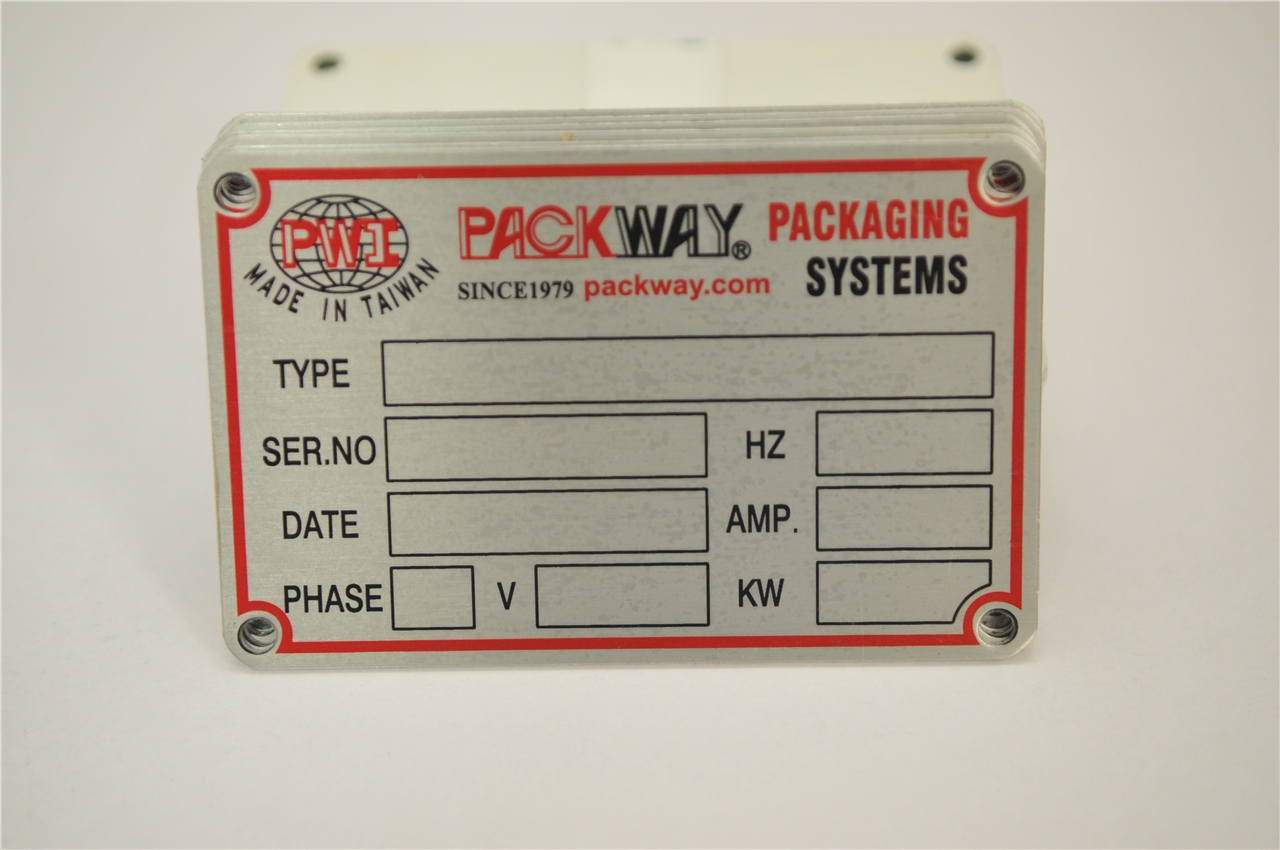 PWI
MADE IN TAIWAN
PACKWAY® PACKAGING
SINCE1979 packway.com SYSTEMS
TYPE
SER.NO HZ
DATE AMP.
PHASE V KW